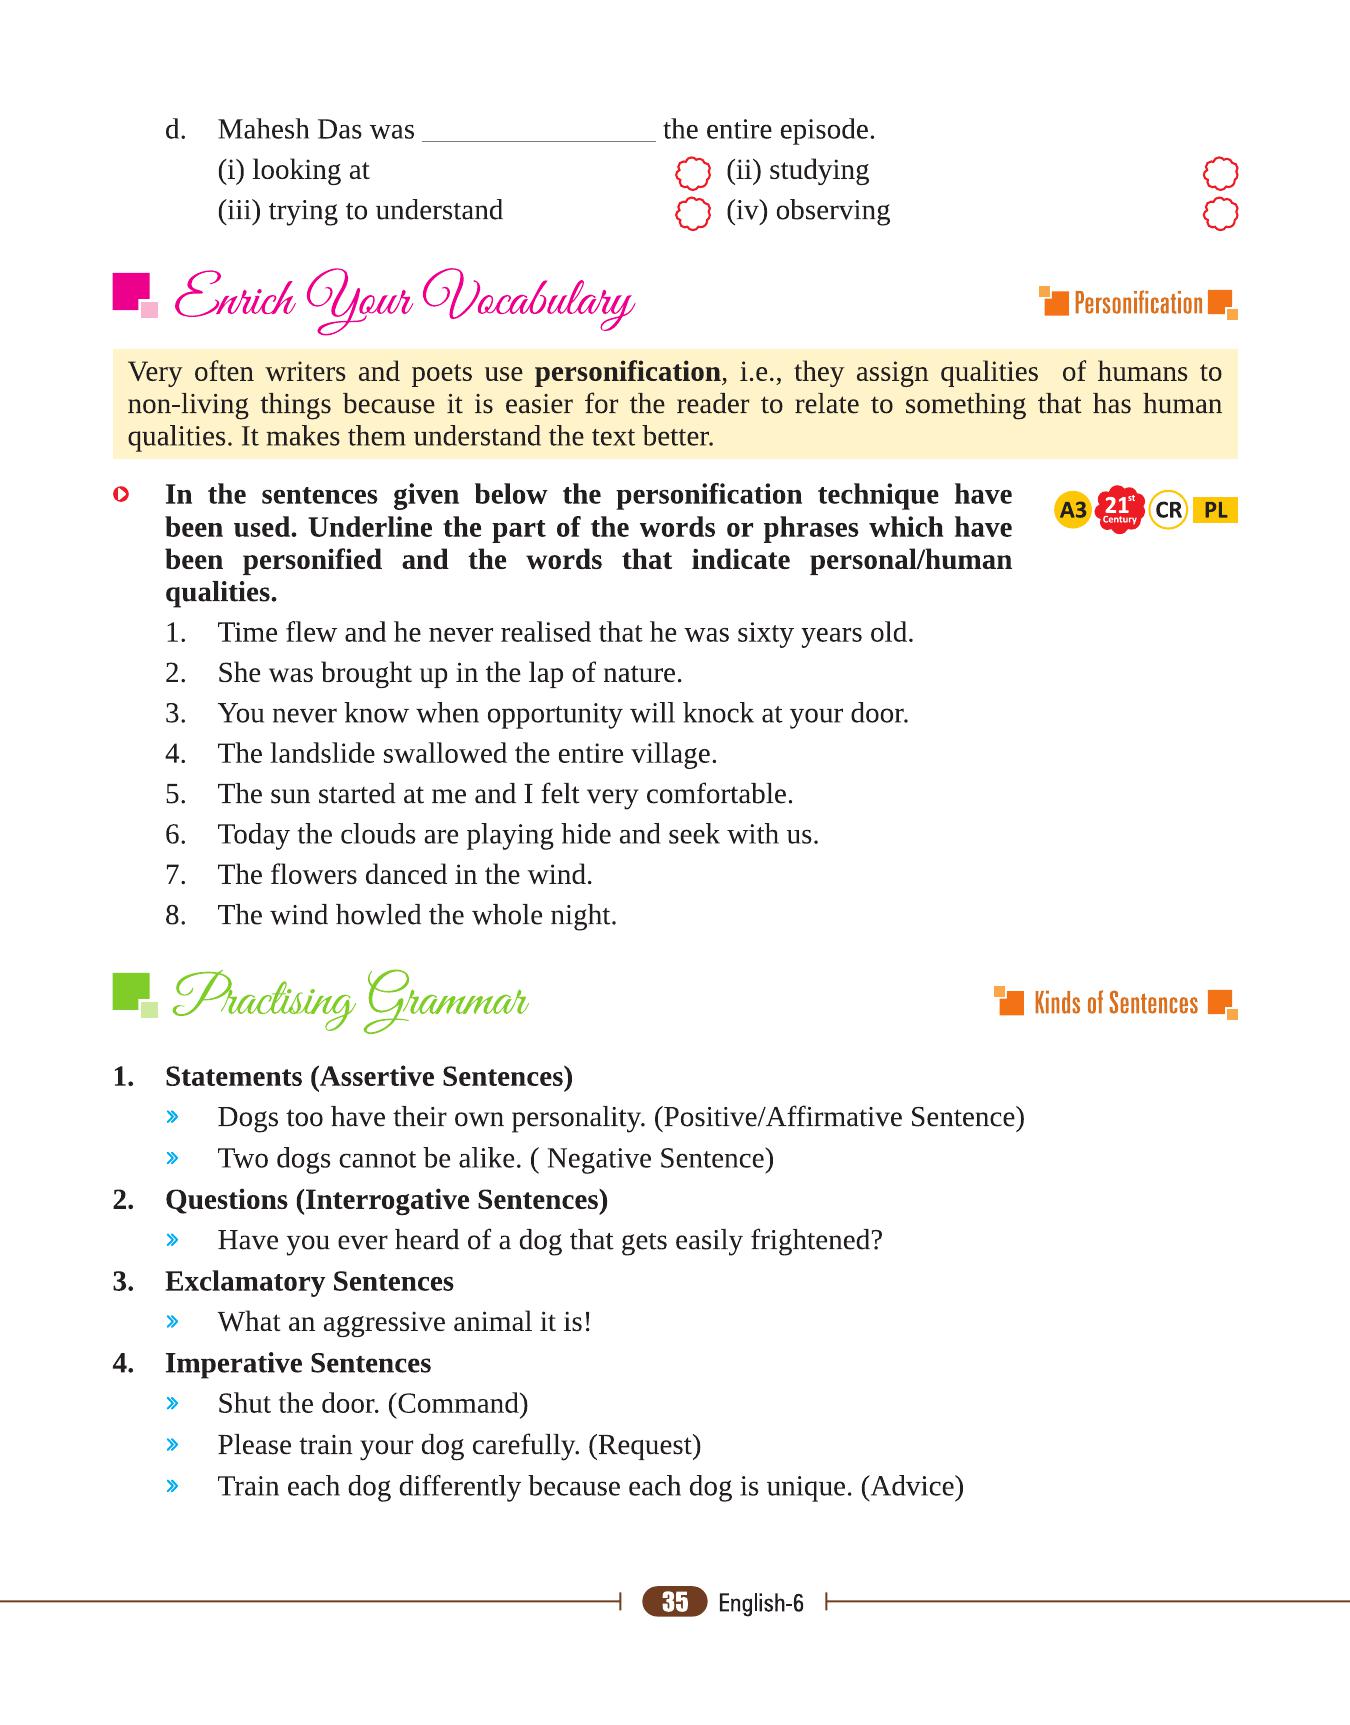 d. Mahesh Das was ________________ the entire episode.
(i) looking at (ii) studying
(iii) trying to understand (iv) observing
Enrich Your Vocabulary Personification
Very often writers and poets use personification, i.e., they assign qualities of humans to
non-living things because it is easier for the reader to relate to something that has human
qualities. It makes them understand the text better.
In the sentences given below the personification technique have A3 21st Century CR PL
been used. Underline the part of the words or phrases which have
been personified and the words that indicate personal/human
qualities.
1. Time flew and he never realised that he was sixty years old.
2. She was brought up in the lap of nature.
3. You never know when opportunity will knock at your door.
4. The landslide swallowed the entire village.
5. The sun started at me and I felt very comfortable.
6. Today the clouds are playing hide and seek with us.
7. The flowers danced in the wind.
8. The wind howled the whole night.
Practising Grammar Kinds of Sentences
1. Statements (Assertive Sentences)
» Dogs too have their own personality. (Positive/Affirmative Sentence)
» Two dogs cannot be alike. ( Negative Sentence)
2. Questions (Interrogative Sentences)
» Have you ever heard of a dog that gets easily frightened?
3. Exclamatory Sentences
» What an aggressive animal it is!
4. Imperative Sentences
» Shut the door. (Command)
» Please train your dog carefully. (Request)
» Train each dog differently because each dog is unique. (Advice)
35 English-6